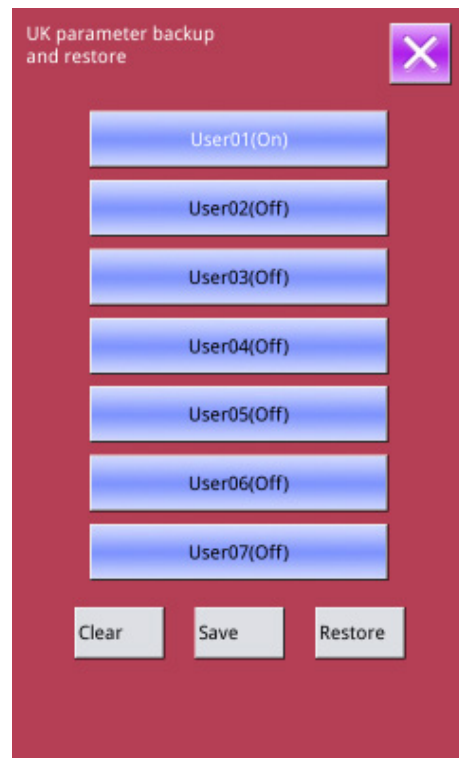 UK parameter backup
and restore
User01(On)
User02(Off)
User03(Off)
User04(Off)
User05(Off)
User06(Off)
User07(Off)
Clear Save Restore